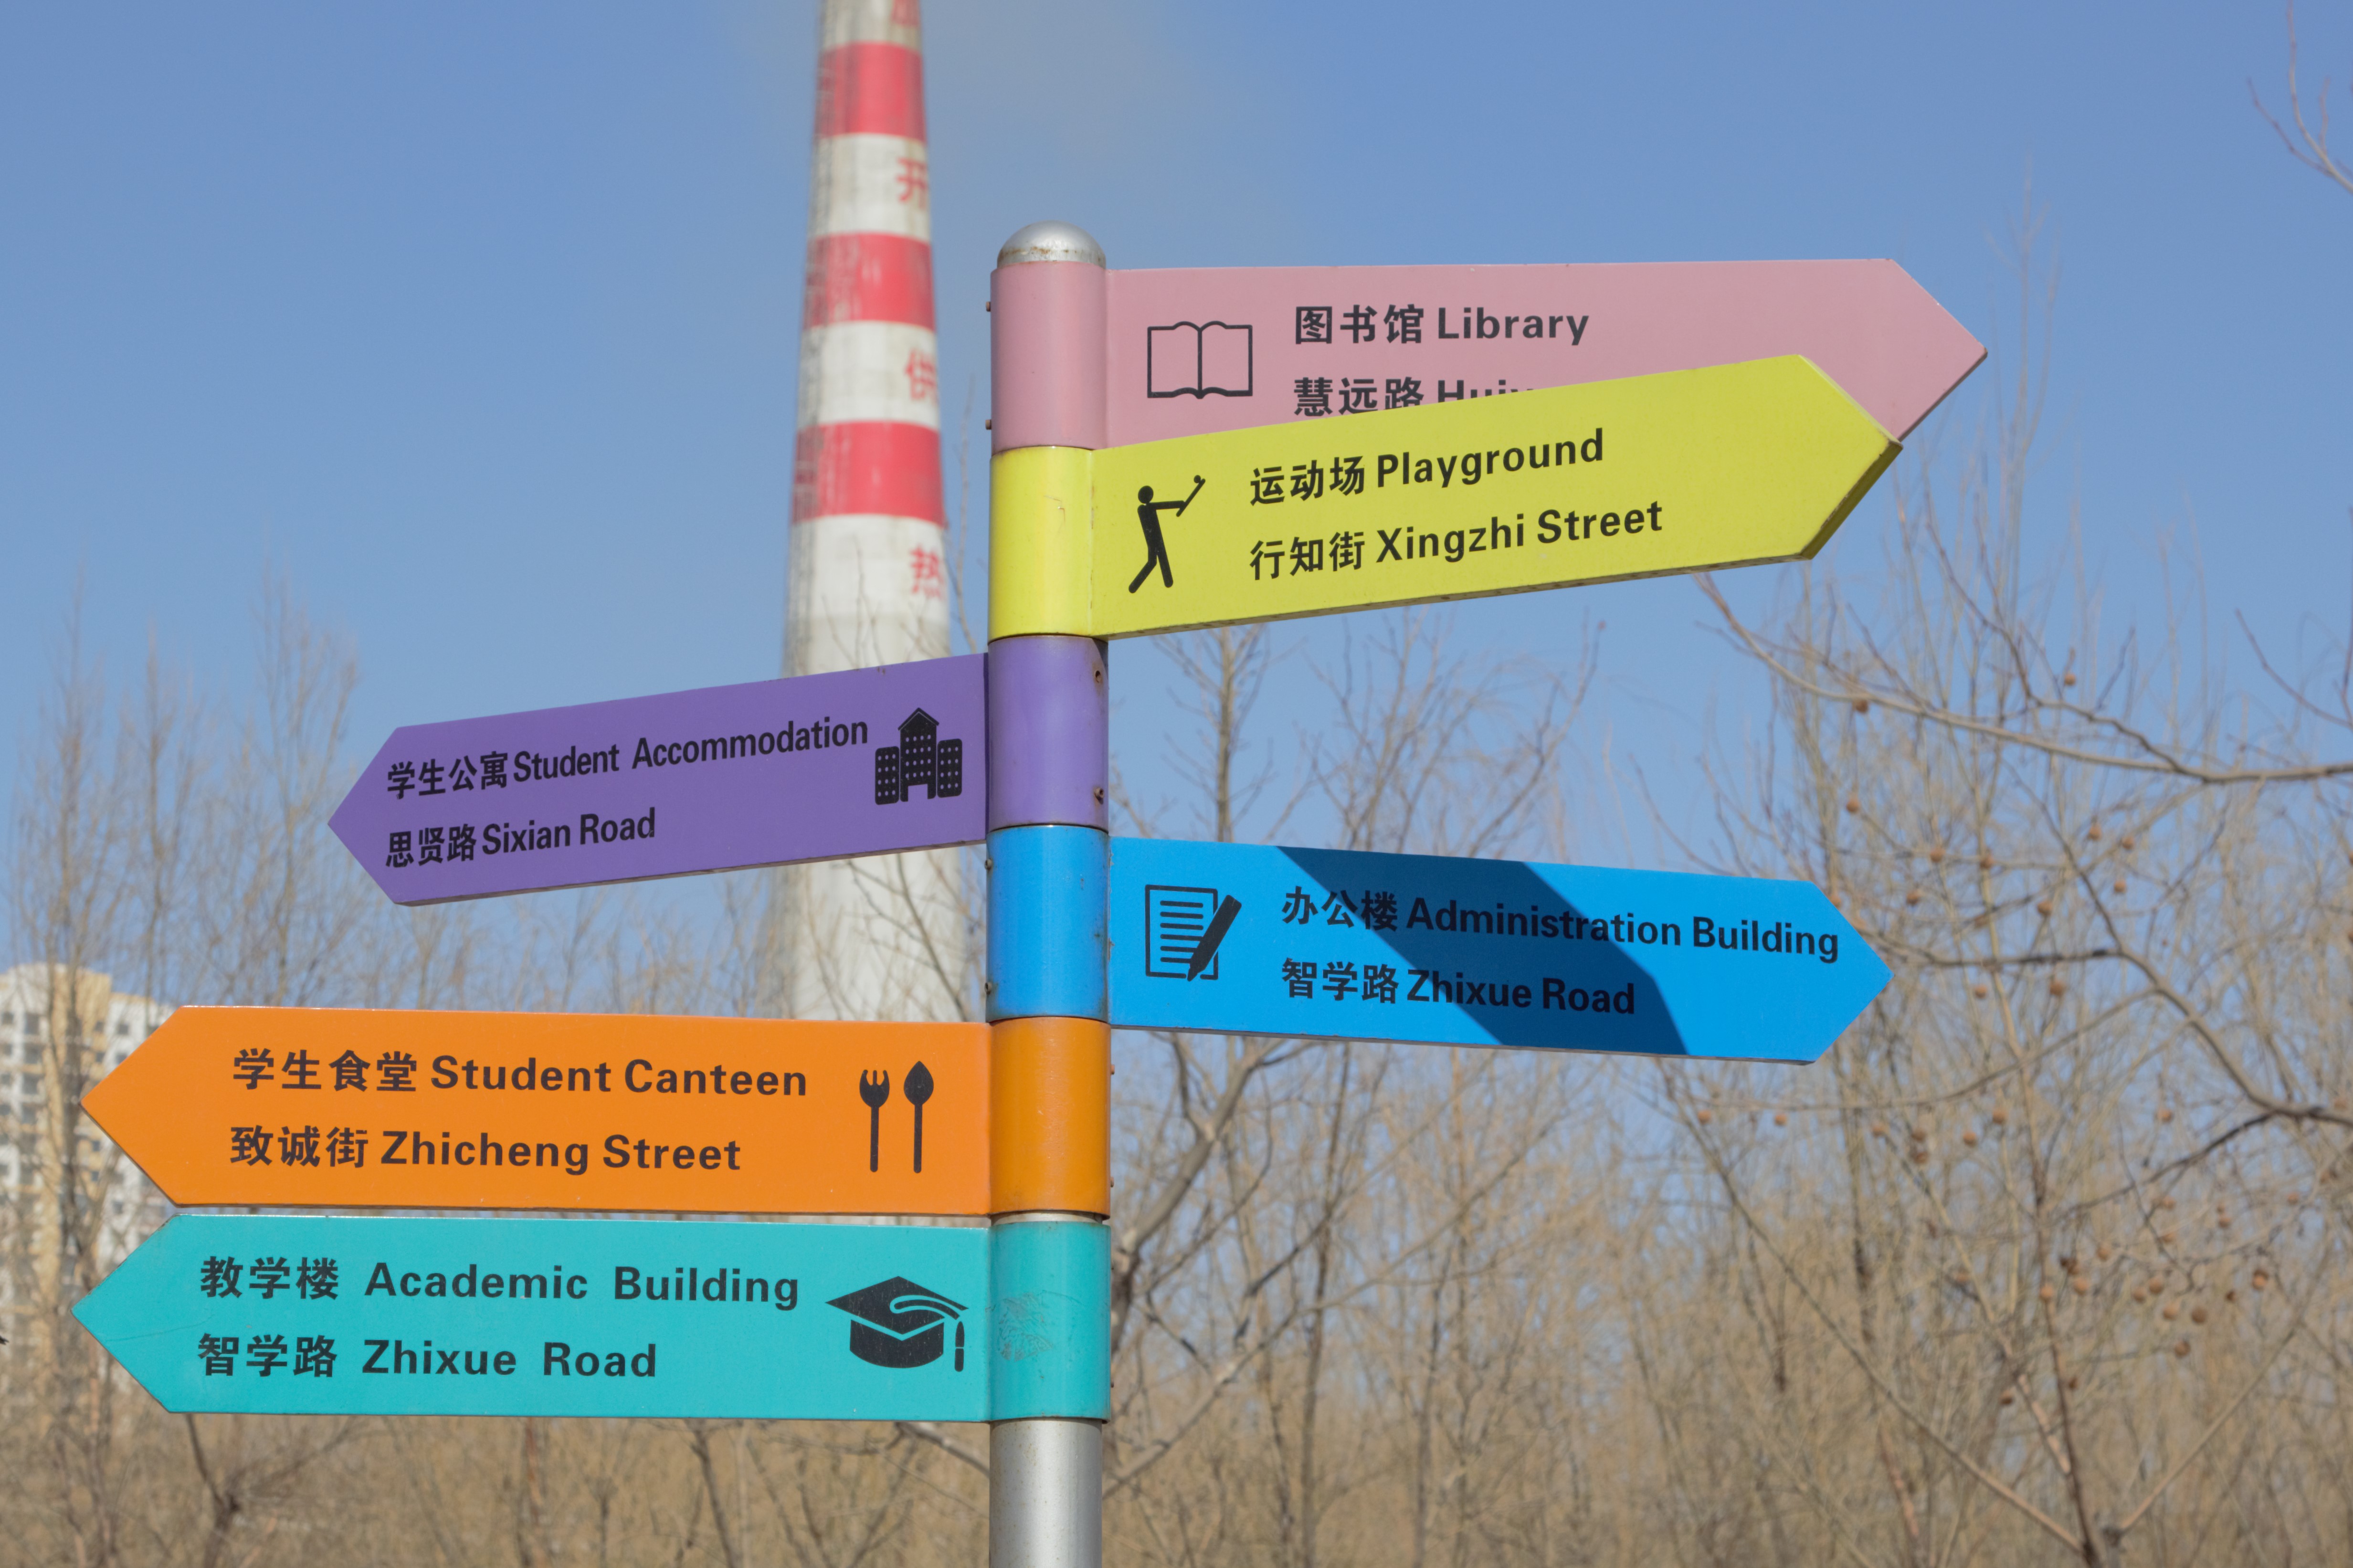 开
供
热
图书馆 Library
慧远路
运动场 Playground
行知街 Xingzhi Street
学生公寓 Student Accommodation
思贤路 Sixian Road
办公楼 Administration Building
智学路 Zhixue Road
学生食堂 Student Canteen
致诚街 Zhicheng Street
教学楼 Academic Building
智学路 Zhixue Road